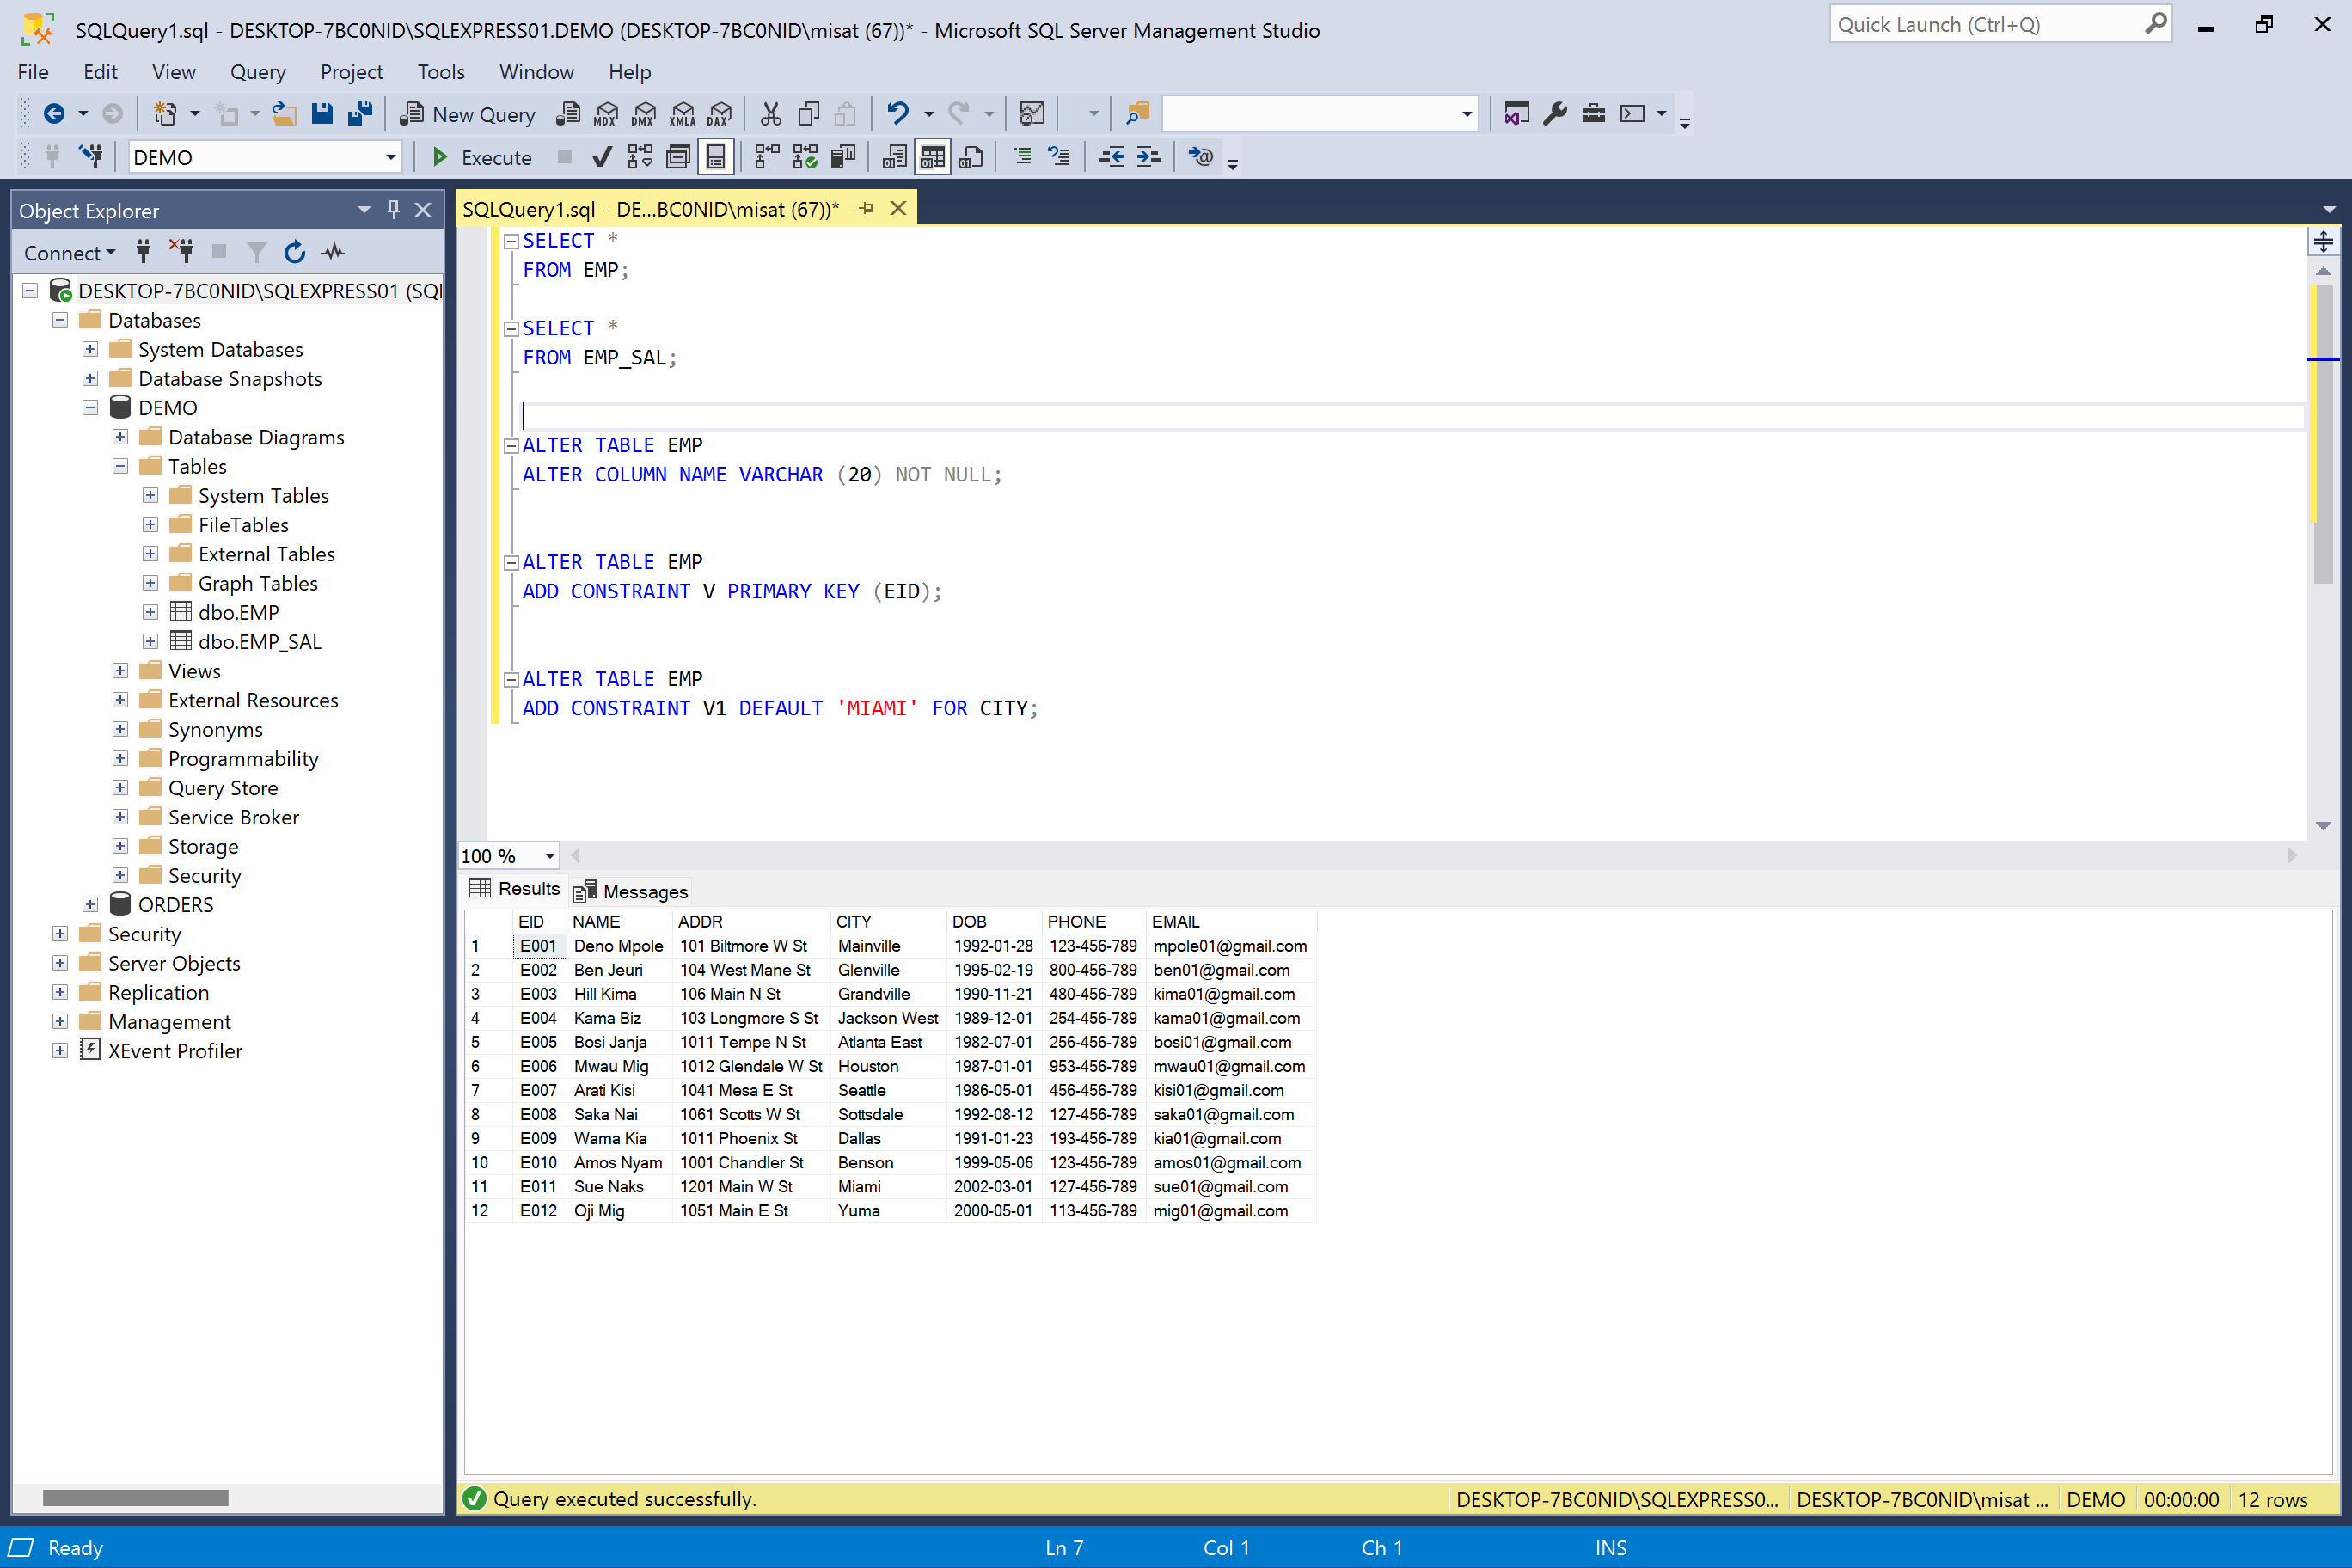 SQLQuery1.sql - DESKTOP-7BC0NID\SQLEXPRESS01.DEMO (DESKTOP-7BC0NID\misat (67))* - Microsoft SQL Server Management Studio
Quick Launch (Ctrl+Q)
File Edit View Query Project Tools Window Help
New Query MDX DMX XMLA DAX
DEMO Execute
Object Explorer
Connect
DESKTOP-7BC0NID\SQLEXPRESS01 (SQL
Databases
System Databases
Database Snapshots
DEMO
Database Diagrams
Tables
System Tables
FileTables
External Tables
Graph Tables
dbo.EMP
dbo.EMP_SAL
Views
External Resources
Synonyms
Programmability
Query Store
Service Broker
Storage
Security
ORDERS
Security
Server Objects
Replication
Management
XEvent Profiler
SQLQuery1.sql - DE...BC0NID\misat (67))*
SELECT *
FROM EMP;
SELECT *
FROM EMP_SAL;
ALTER TABLE EMP
ALTER COLUMN NAME VARCHAR (20) NOT NULL;
ALTER TABLE EMP
ADD CONSTRAINT V PRIMARY KEY (EID);
ALTER TABLE EMP
ADD CONSTRAINT V1 DEFAULT 'MIAMI' FOR CITY;
100 %
Results Messages
EID NAME ADDR CITY DOB PHONE EMAIL
1 E001 Deno Mpole 101 Biltmore W St Mainville 1992-01-28 123-456-789 mpole01@gmail.com
2 E002 Ben Jeuri 104 West Mane St Glenville 1995-02-19 800-456-789 ben01@gmail.com
3 E003 Hill Kima 106 Main N St Grandville 1990-11-21 480-456-789 kima01@gmail.com
4 E004 Kama Biz 103 Longmore S St Jackson West 1989-12-01 254-456-789 kama01@gmail.com
5 E005 Bosi Janja 1011 Tempe N St Atlanta East 1982-07-01 256-456-789 bosi01@gmail.com
6 E006 Mwau Mig 1012 Glendale W St Houston 1987-01-01 953-456-789 mwau01@gmail.com
7 E007 Arati Kisi 1041 Mesa E St Seattle 1986-05-01 456-456-789 kisi01@gmail.com
8 E008 Saka Nai 1061 Scotts W St Sottsdale 1992-08-12 127-456-789 saka01@gmail.com
9 E009 Wama Kia 1011 Phoenix St Dallas 1991-01-23 193-456-789 kia01@gmail.com
10 E010 Amos Nyam 1001 Chandler St Benson 1999-05-06 123-456-789 amos01@gmail.com
11 E011 Sue Naks 1201 Main W St Miami 2002-03-01 127-456-789 sue01@gmail.com
12 E012 Oji Mig 1051 Main E St Yuma 2000-05-01 113-456-789 mig01@gmail.com
Query executed successfully. DESKTOP-7BC0NID\SQLEXPRESS0... DESKTOP-7BC0NID\misat ... DEMO 00:00:00 12 rows
Ready Ln 7 Col 1 Ch 1 INS